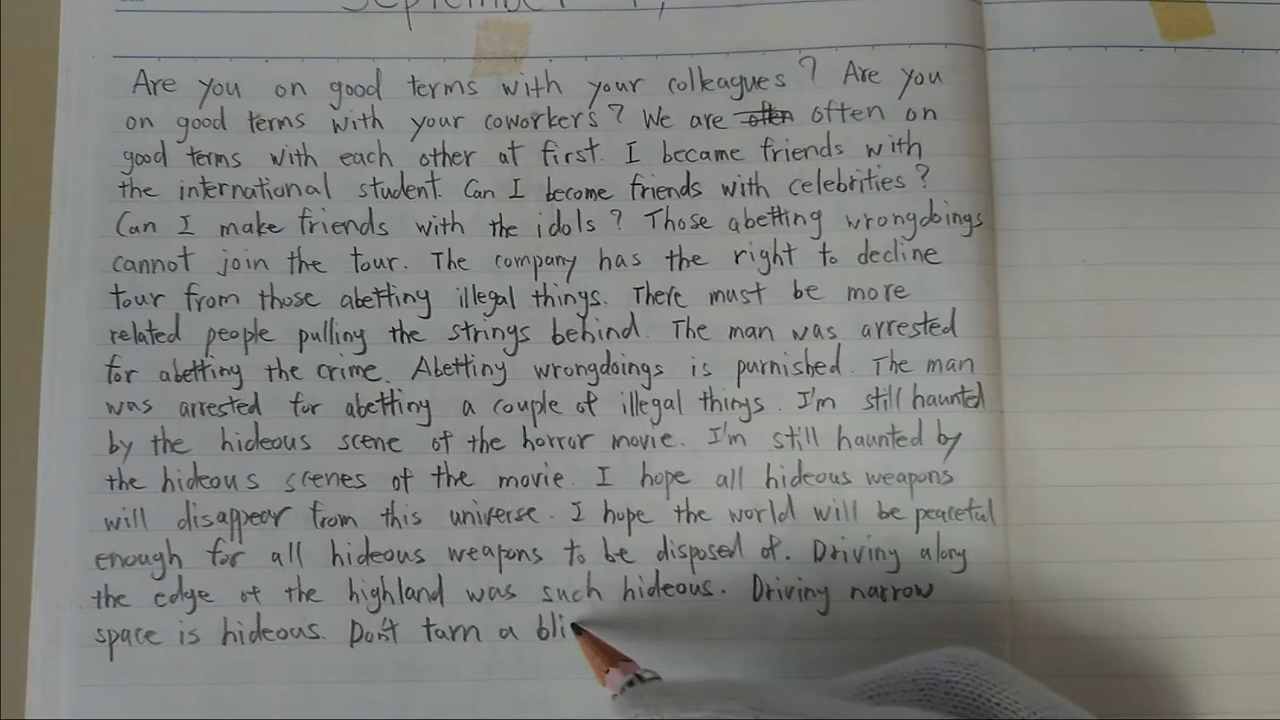 September
Are you on good terms with your colleagues? Are you
on good terms with your coworkers? We are often often on
good terms with each other at first. I became friends with
the international student. Can I become friends with celebrities?
Can I make friends with the idols? Those abetting wrongdoings
cannot join the tour. The company has the right to decline
tour from those abetting illegal things. There must be more
related people pulling the strings behind. The man was arrested
for abetting the crime. Abetting wrongdoings is purnished. The man
was arrested for abetting a couple of illegal things. I'm still haunted
by the hideous scene of the horror movie. I'm still haunted by
the hideous scenes of the movie. I hope all hideous weapons
will disappear from this universe. I hope the world will be peaceful
enough for all hideous weapons to be disposed of. Driving along
the edge of the highland was such hideous. Driving narrow
space is hideous. Don't turn a bli